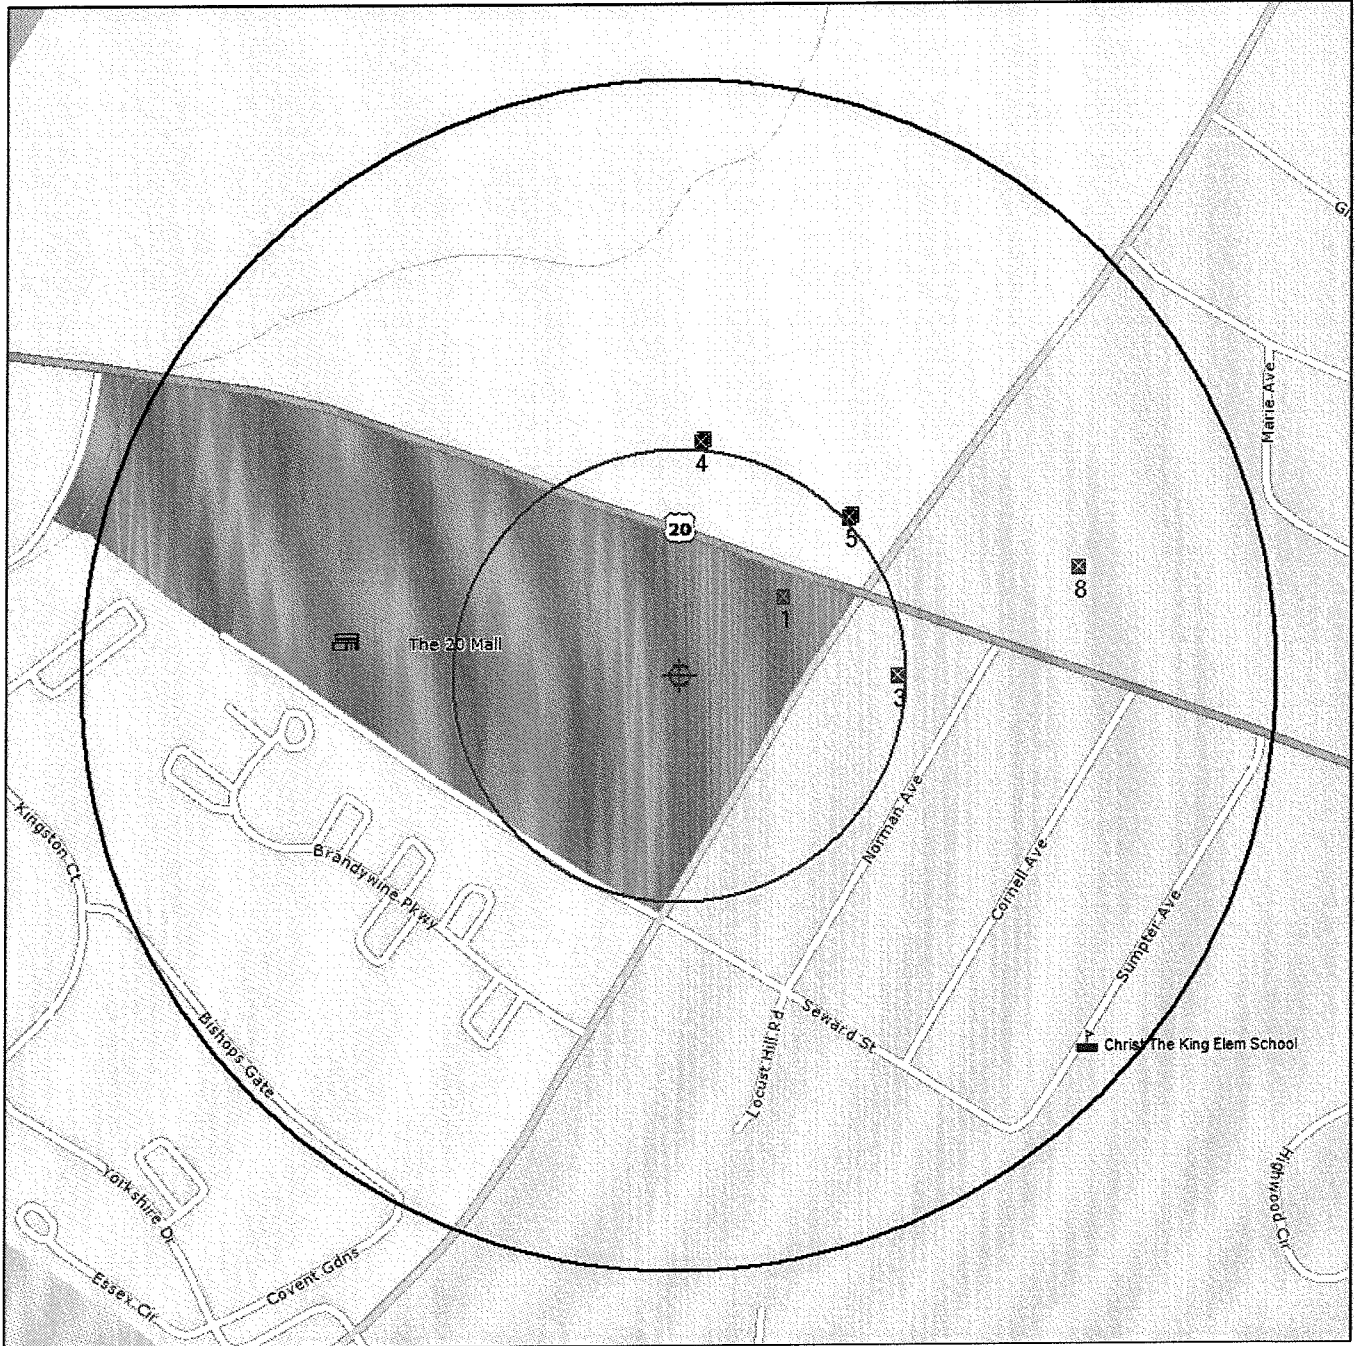 Marie Ave
4
20
5
8
1
The 20 Mall
3
Kingston Ct
Norman Ave
Brandywine Pkwy
Cornell Ave
Sumpter Ave
Bishops Gate
Locust Hill Rd
Seward St
Christ The King Elem School
Yorkshire Dr
Highwood Cir
Essex Cir
Covent Gdns